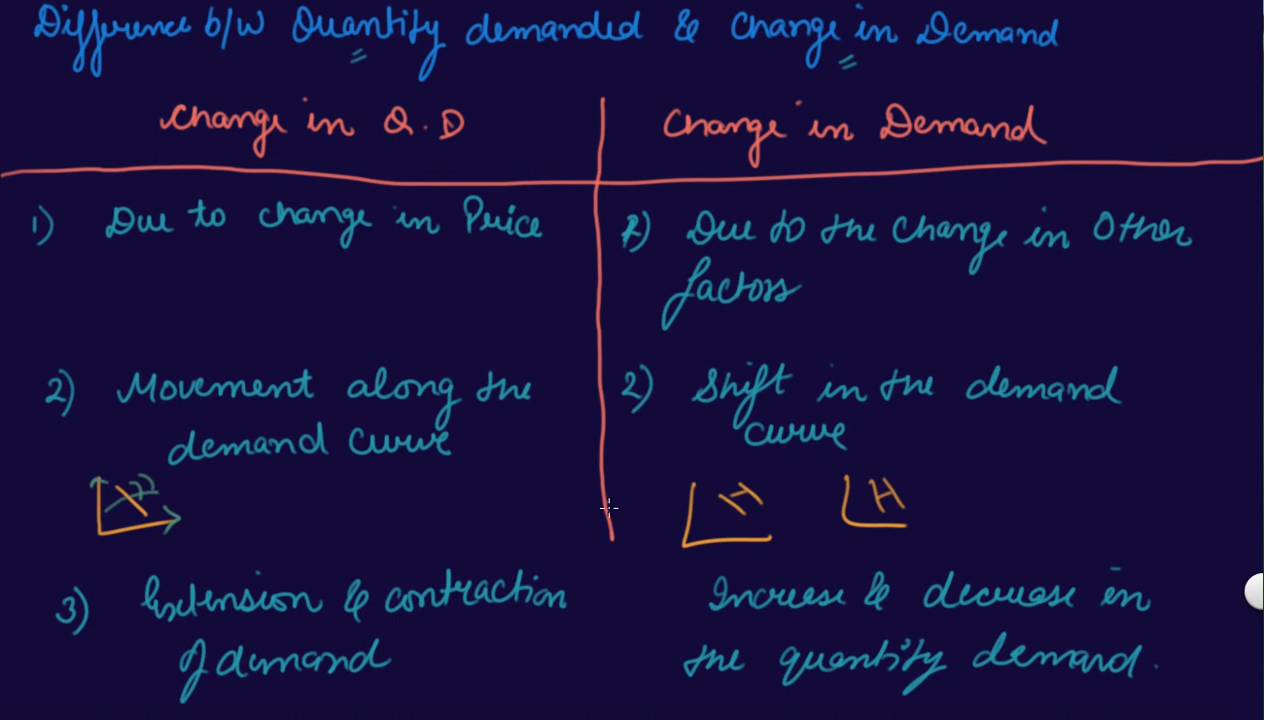 Difference b/w Quantity demanded & Change in Demand
Change in Q.D
Change in Demand
1) Due to change in Price
1) Due to the change in Other
factors
2) Movement along the
demand curve
2) Shift in the demand
curve
3) Extension & contraction
of demand
Increase & decrease in
the quantity demand.